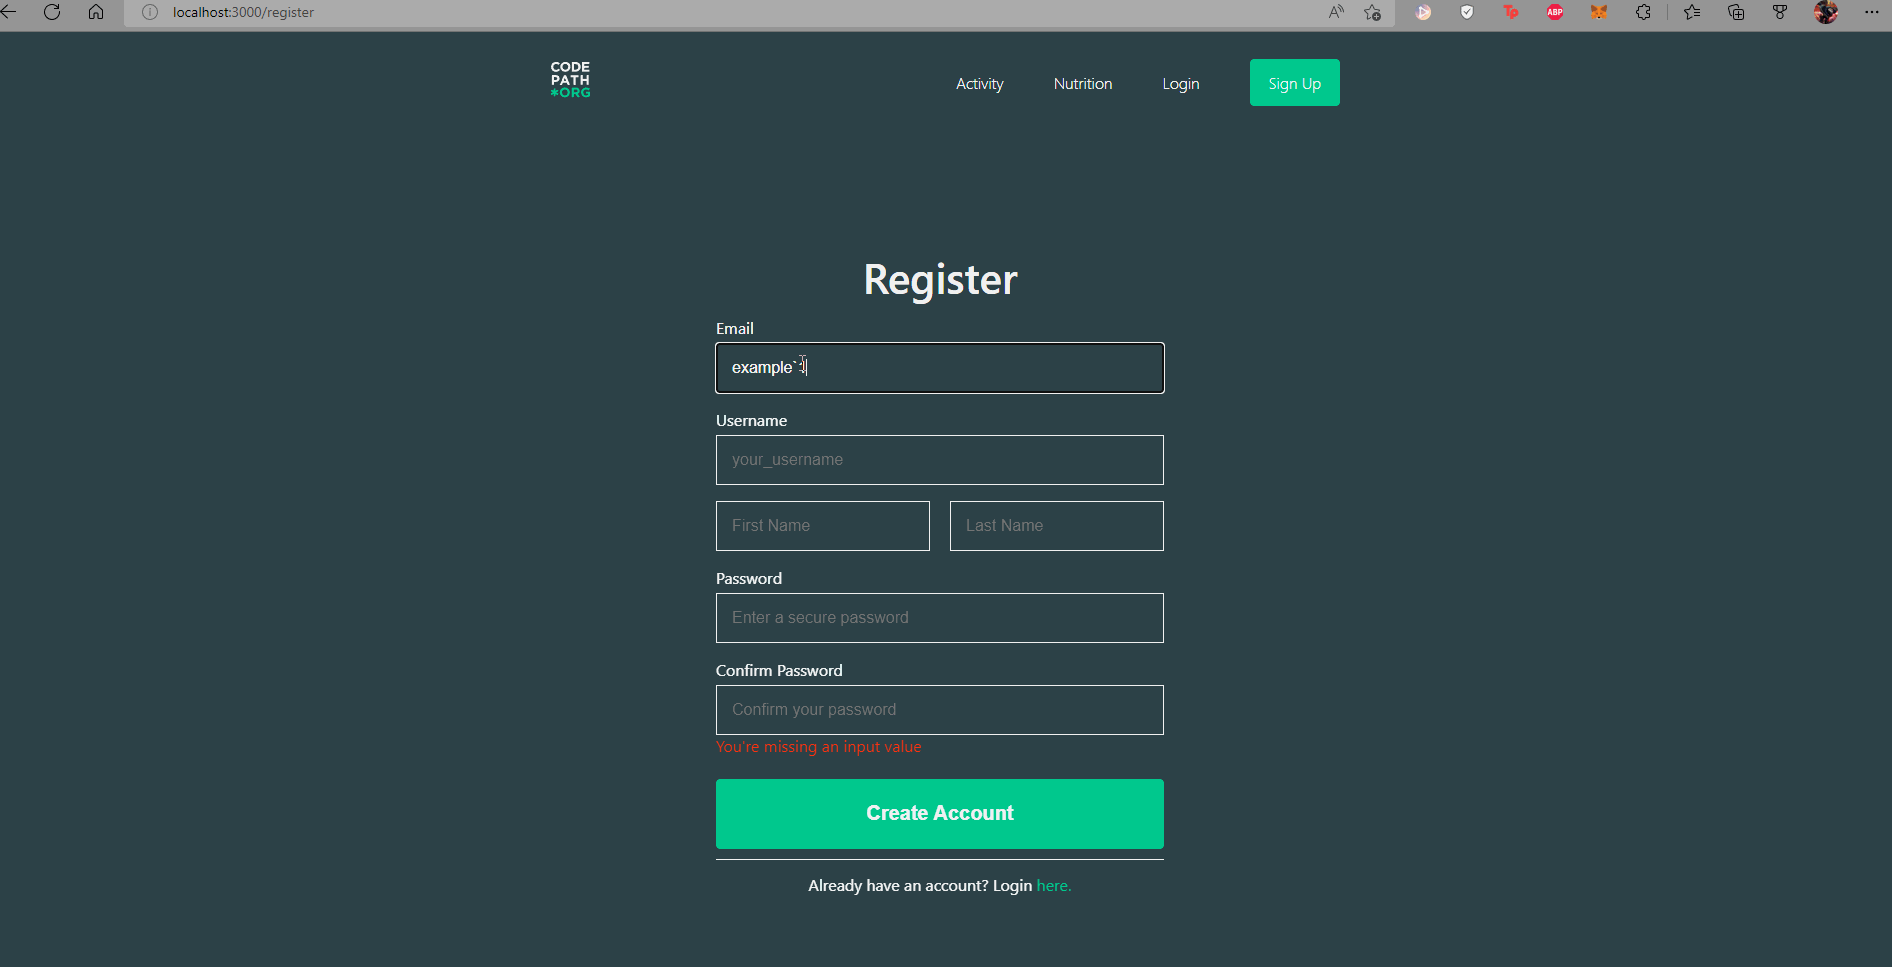 localhost:3000/register
ABP
CODE
PATH
*ORG
Activity
Nutrition
Login
Sign Up
Register
Email
example`
Username
your_username
First Name
Last Name
Password
Enter a secure password
Confirm Password
Confirm your password
You're missing an input value
Create Account
Already have an account? Login here.